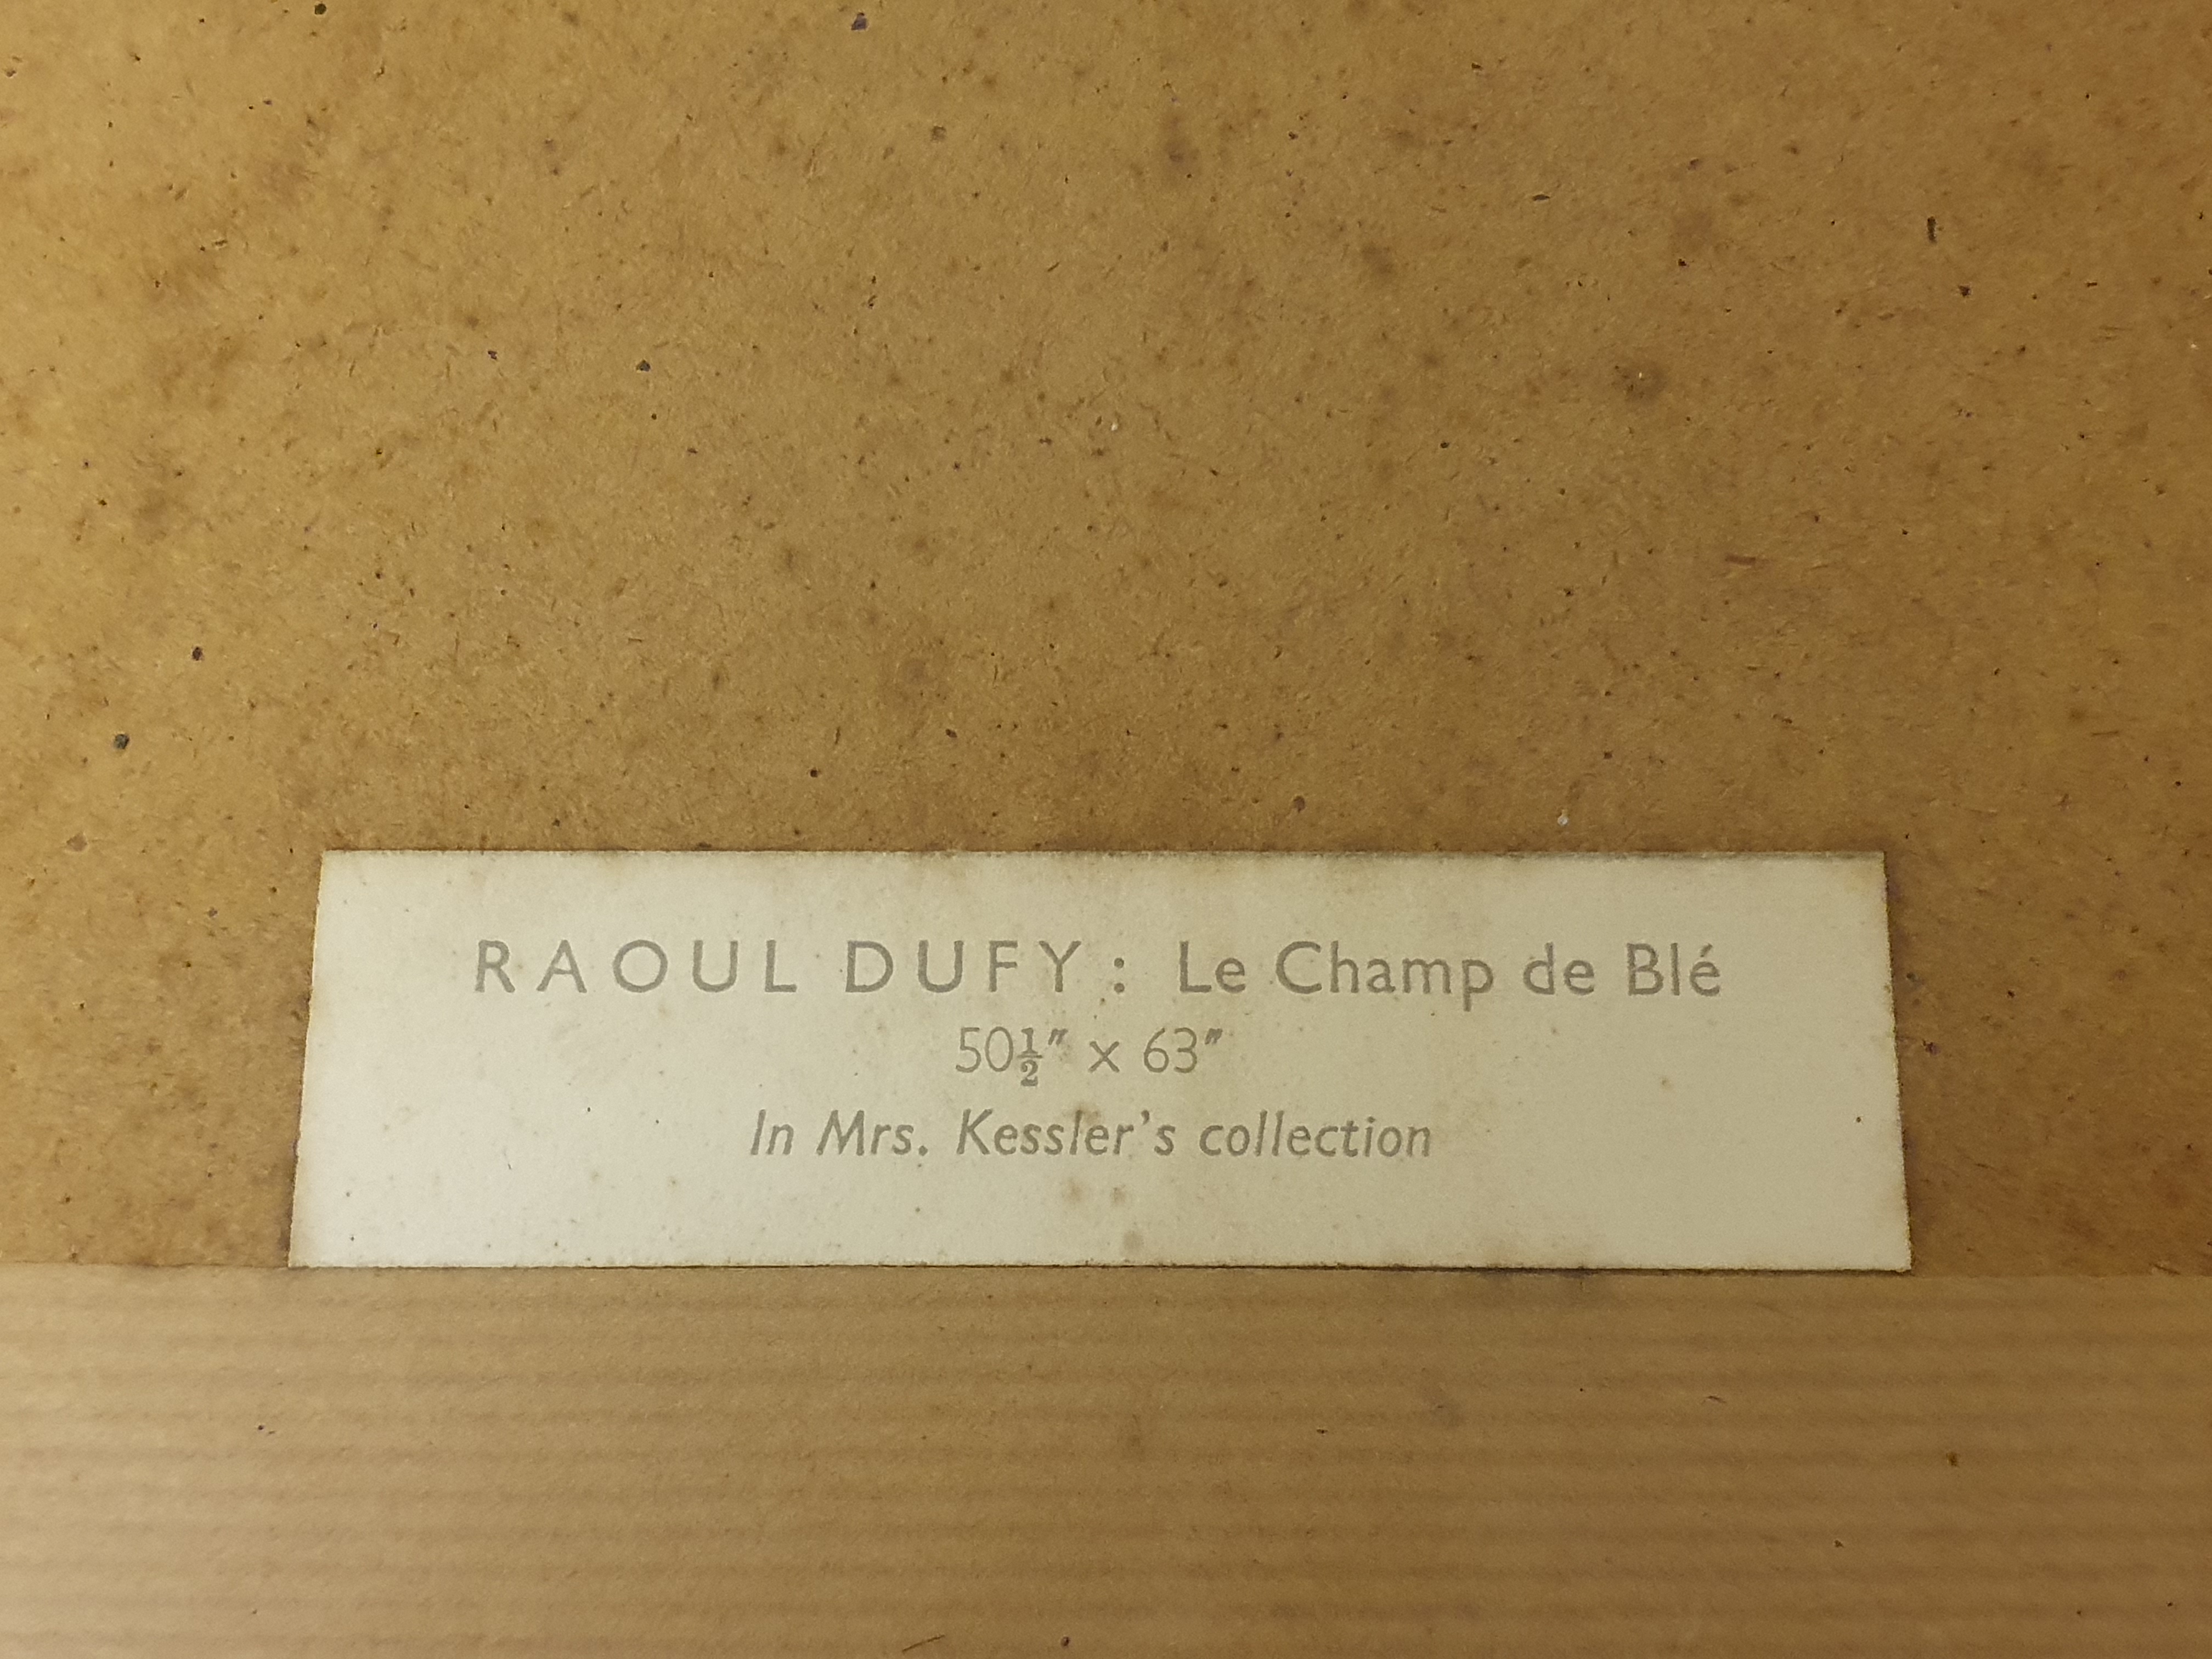 RAOUL DUFY: Le Champ de Blé
50½″ × 63″
In Mrs. Kessler's collection